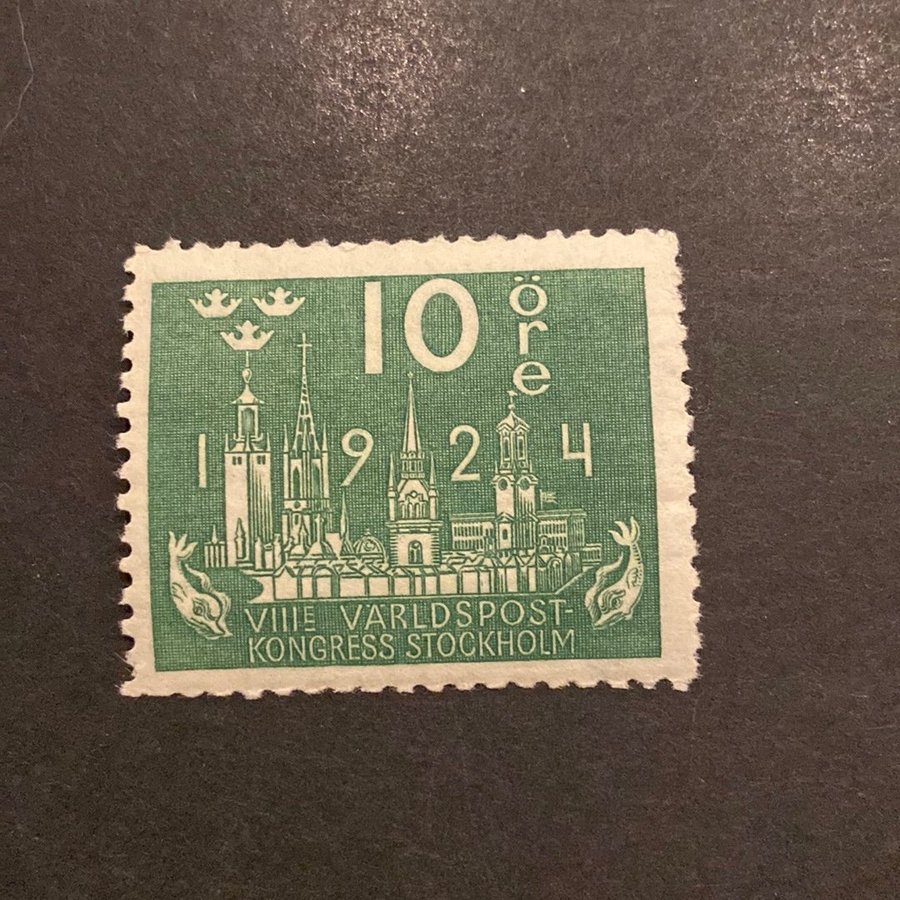 10 öre
1924
VIIIE VÄRLDSPOST-
KONGRESS STOCKHOLM